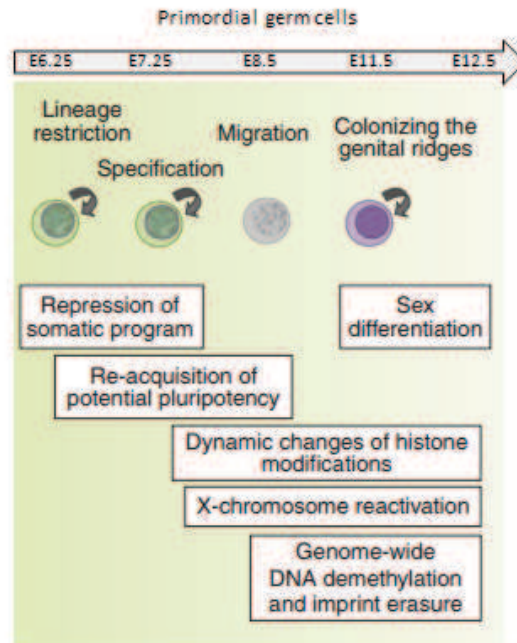 Primordial germ cells
E6.25 E7.25 E8.5 E11.5 E12.5
Lineage
restriction
Specification
Migration
Colonizing the
genital ridges
Repression of
somatic program
Sex
differentiation
Re-acquisition of
potential pluripotency
Dynamic changes of histone
modifications
X-chromosome reactivation
Genome-wide
DNA demethylation
and imprint erasure